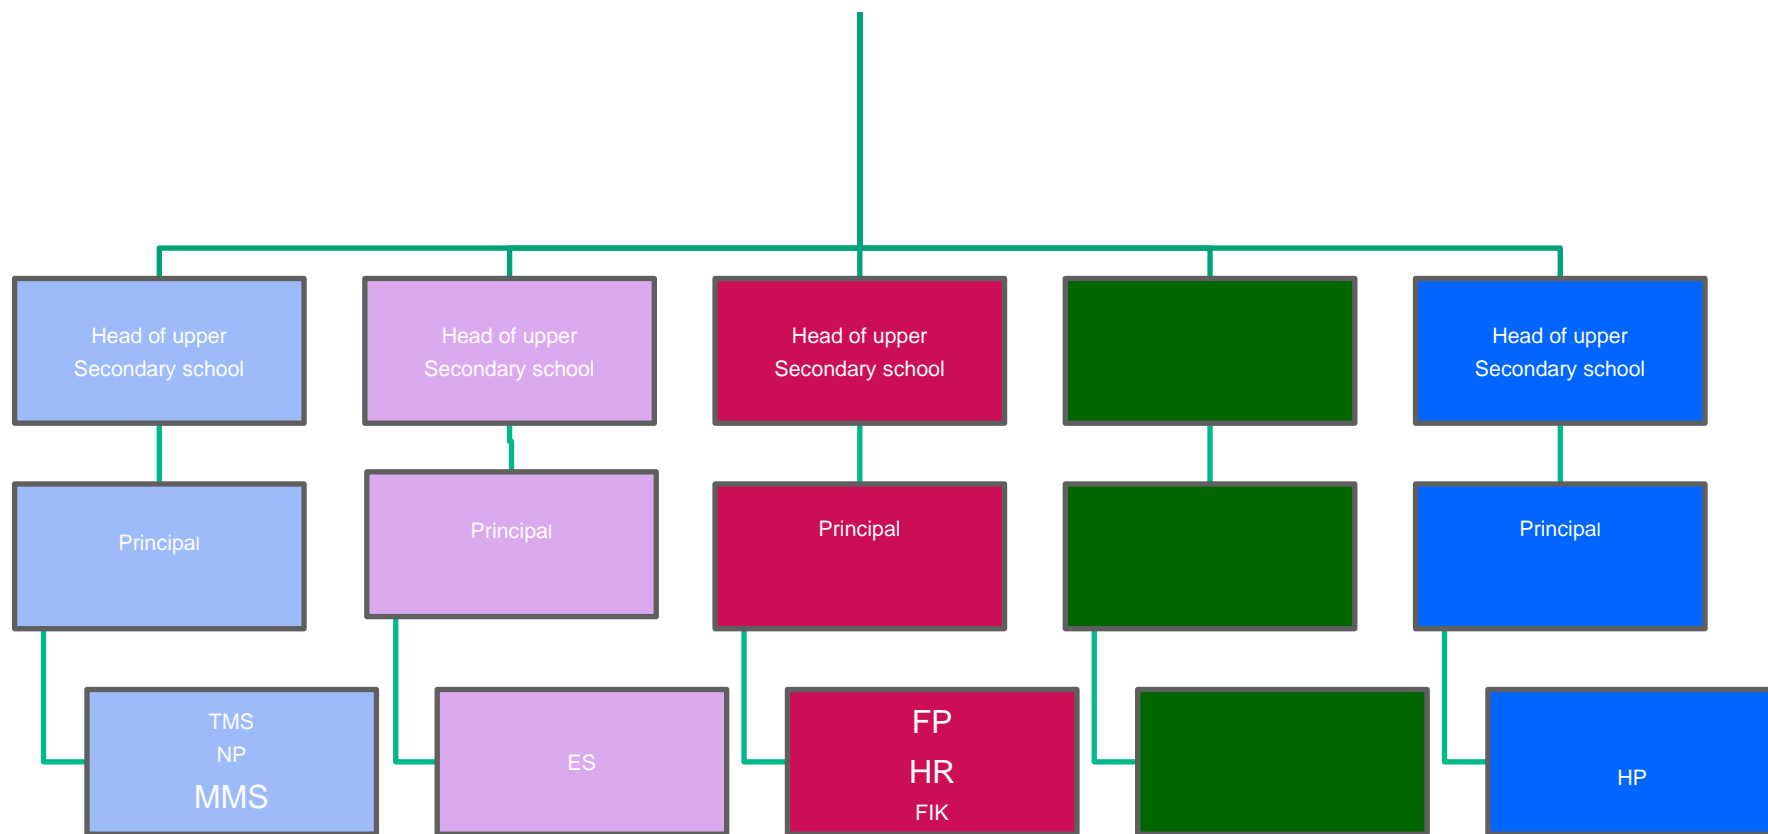 Head of upper
Secondary school
Head of upper
Secondary school
Head of upper
Secondary school
Head of upper
Secondary school
Principal
Principal
Principal
Principal
TMS
NP
MMS
ES
FP
HR
FIK
HP